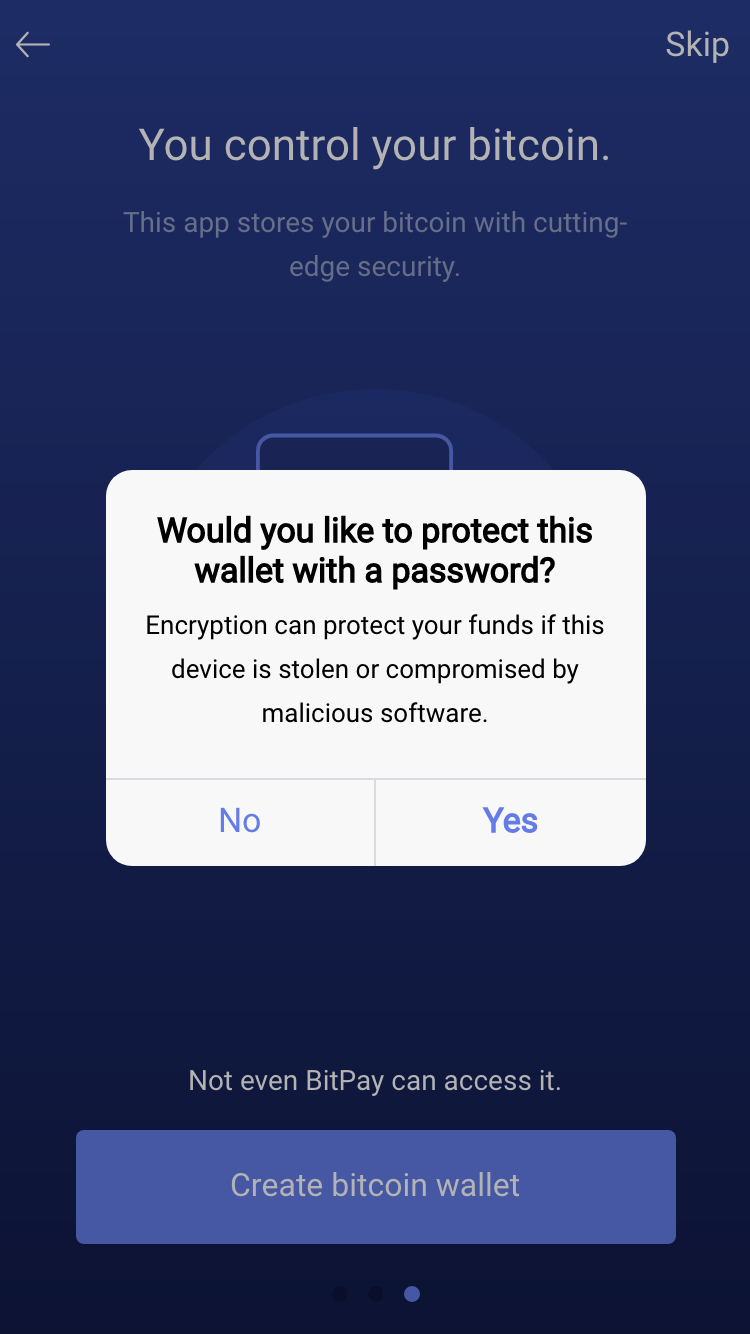 Skip
You control your bitcoin.
This app stores your bitcoin with cutting-
edge security.
Would you like to protect this
wallet with a password?
Encryption can protect your funds if this
device is stolen or compromised by
malicious software.
No
Yes
Not even BitPay can access it.
Create bitcoin wallet